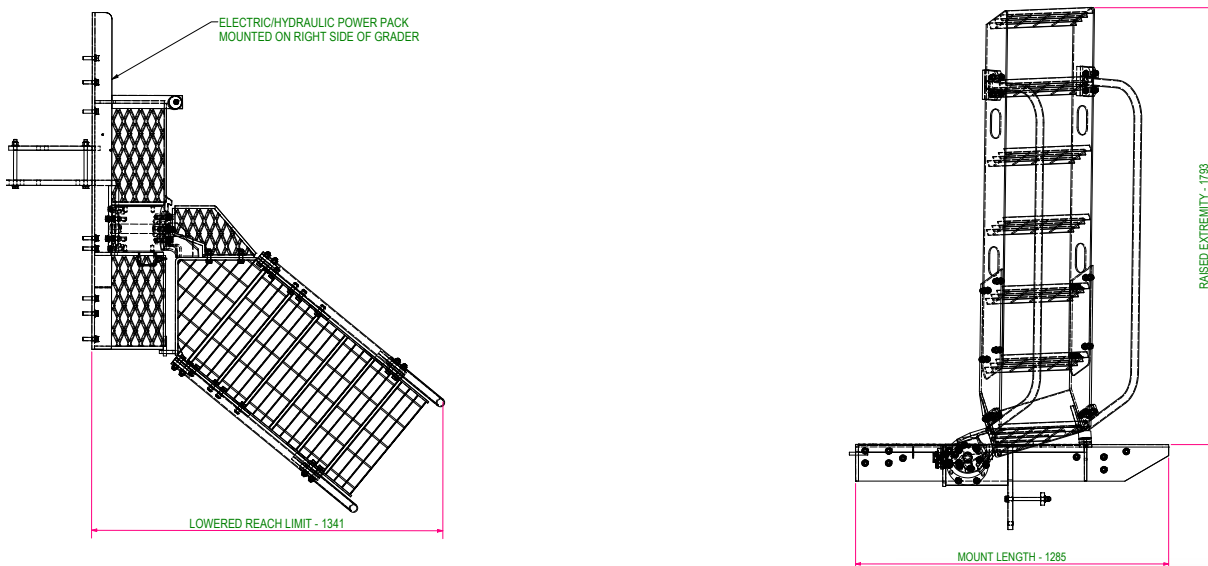 ELECTRIC/HYDRAULIC POWER PACK
MOUNTED ON RIGHT SIDE OF GRADER
LOWERED REACH LIMIT - 1341
RAISED EXTREMITY - 1793
MOUNT LENGTH - 1285